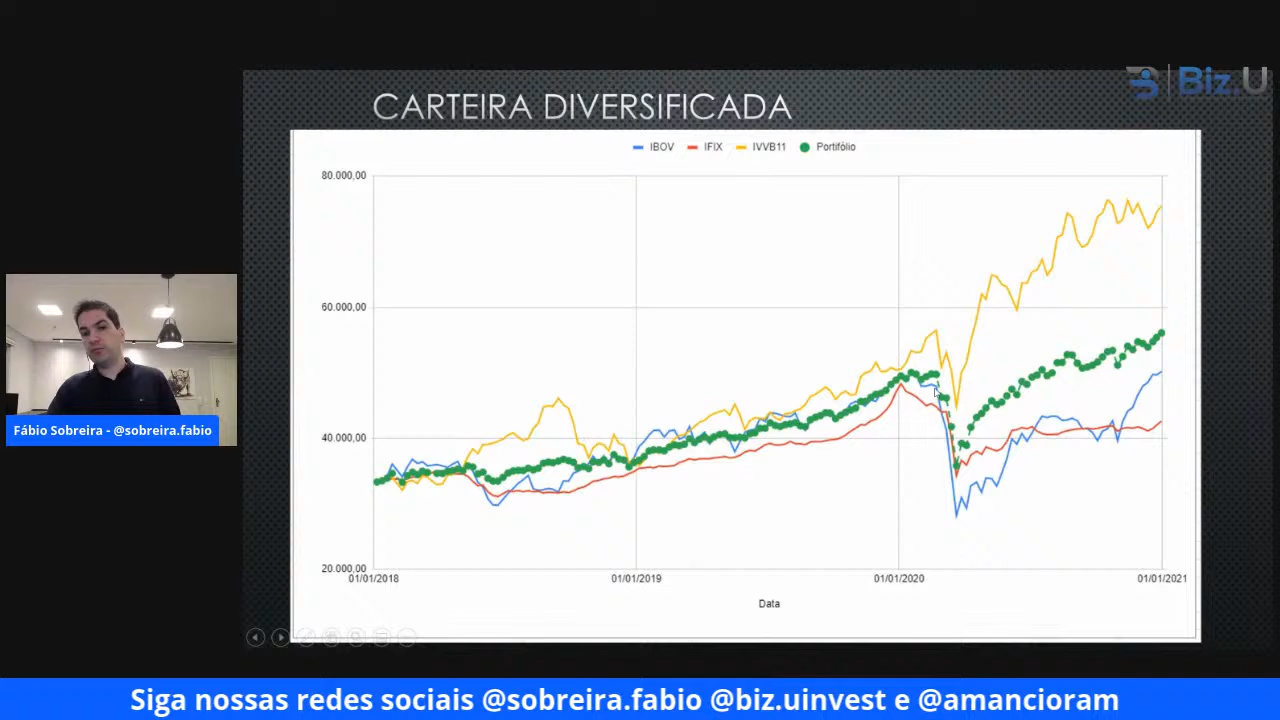 Biz.U
CARTEIRA DIVERSIFICADA
IBOV IFIX IVVB11 Portifólio
80.000,00
60.000,00
40.000,00
20.000,00
01/01/2018 01/01/2019 01/01/2020 01/01/2021
Data
Fábio Sobreira - @sobreira.fabio
Siga nossas redes sociais @sobreira.fabio @biz.uinvest e @amancioram